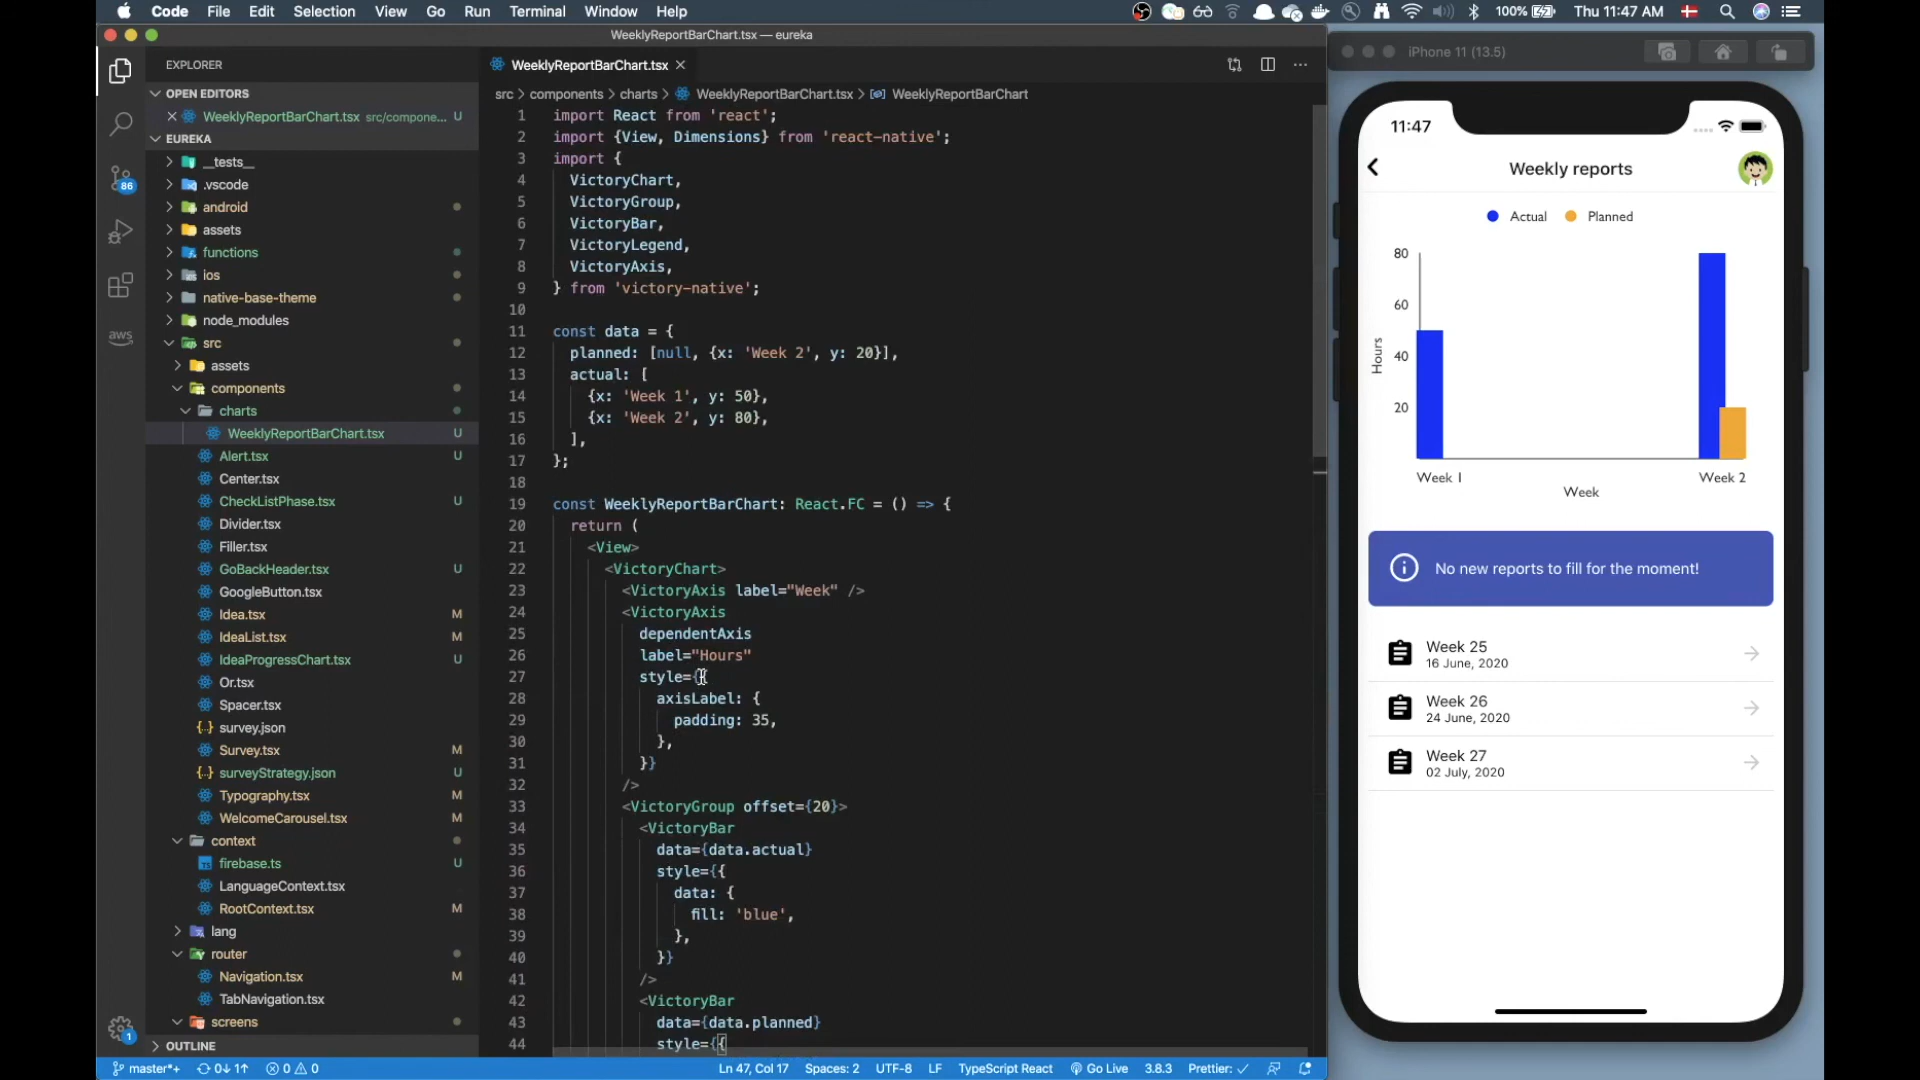 Code File Edit Selection View Go Run Terminal Window Help
100% Thu 11:47 AM
WeeklyReportBarChart.tsx — eureka
EXPLORER
OPEN EDITORS
WeeklyReportBarChart.tsx src/compone... U
EUREKA
__tests__
.vscode
android
assets
functions
ios
native-base-theme
node_modules
src
assets
components
charts
WeeklyReportBarChart.tsx U
Alert.tsx U
Center.tsx
CheckListPhase.tsx U
Divider.tsx
Filler.tsx
GoBackHeader.tsx U
GoogleButton.tsx
Idea.tsx M
IdeaList.tsx M
IdeaProgressChart.tsx U
Or.tsx
Spacer.tsx
{..} survey.json
Survey.tsx M
{..} surveyStrategy.json U
Typography.tsx M
WelcomeCarousel.tsx M
context
firebase.ts U
LanguageContext.tsx
RootContext.tsx M
lang
router
Navigation.tsx M
TabNavigation.tsx
screens
OUTLINE
86
aws
1
WeeklyReportBarChart.tsx
src > components > charts > WeeklyReportBarChart.tsx > WeeklyReportBarChart
1 import React from 'react';
2 import {View, Dimensions} from 'react-native';
3 import {
4 VictoryChart,
5 VictoryGroup,
6 VictoryBar,
7 VictoryLegend,
8 VictoryAxis,
9 } from 'victory-native';
10
11 const data = {
12 planned: [null, {x: 'Week 2', y: 20}],
13 actual: [
14 {x: 'Week 1', y: 50},
15 {x: 'Week 2', y: 80},
16 ],
17 };
18
19 const WeeklyReportBarChart: React.FC = () => {
20 return (
21 <View>
22 <VictoryChart>
23 <VictoryAxis label="Week" />
24 <VictoryAxis
25 dependentAxis
26 label="Hours"
27 style={{
28 axisLabel: {
29 padding: 35,
30 },
31 }}
32 />
33 <VictoryGroup offset={20}>
34 <VictoryBar
35 data={data.actual}
36 style={{
37 data: {
38 fill: 'blue',
39 },
40 }}
41 />
42 <VictoryBar
43 data={data.planned}
44 style={{
master*+ 0↓ 1↑ 0 0 Ln 47, Col 17 Spaces: 2 UTF-8 LF TypeScript React Go Live 3.8.3 Prettier: ✓
iPhone 11 (13.5)
11:47
Weekly reports
Actual Planned
80
60
40
20
Hours
Week 1 Week 2
Week
No new reports to fill for the moment!
Week 25
16 June, 2020
Week 26
24 June, 2020
Week 27
02 July, 2020